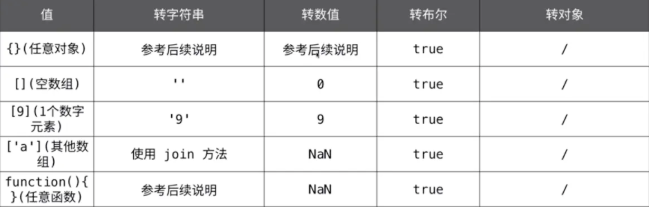 值 转字符串 转数值 转布尔 转对象
{}(任意对象) 参考后续说明 参考后续说明 true /
[](空数组) '' 0 true /
[9](1个数字
元素) '9' 9 true /
['a'](其他数
组) 使用 join 方法 NaN true /
function(){
}(任意函数) 参考后续说明 NaN true /